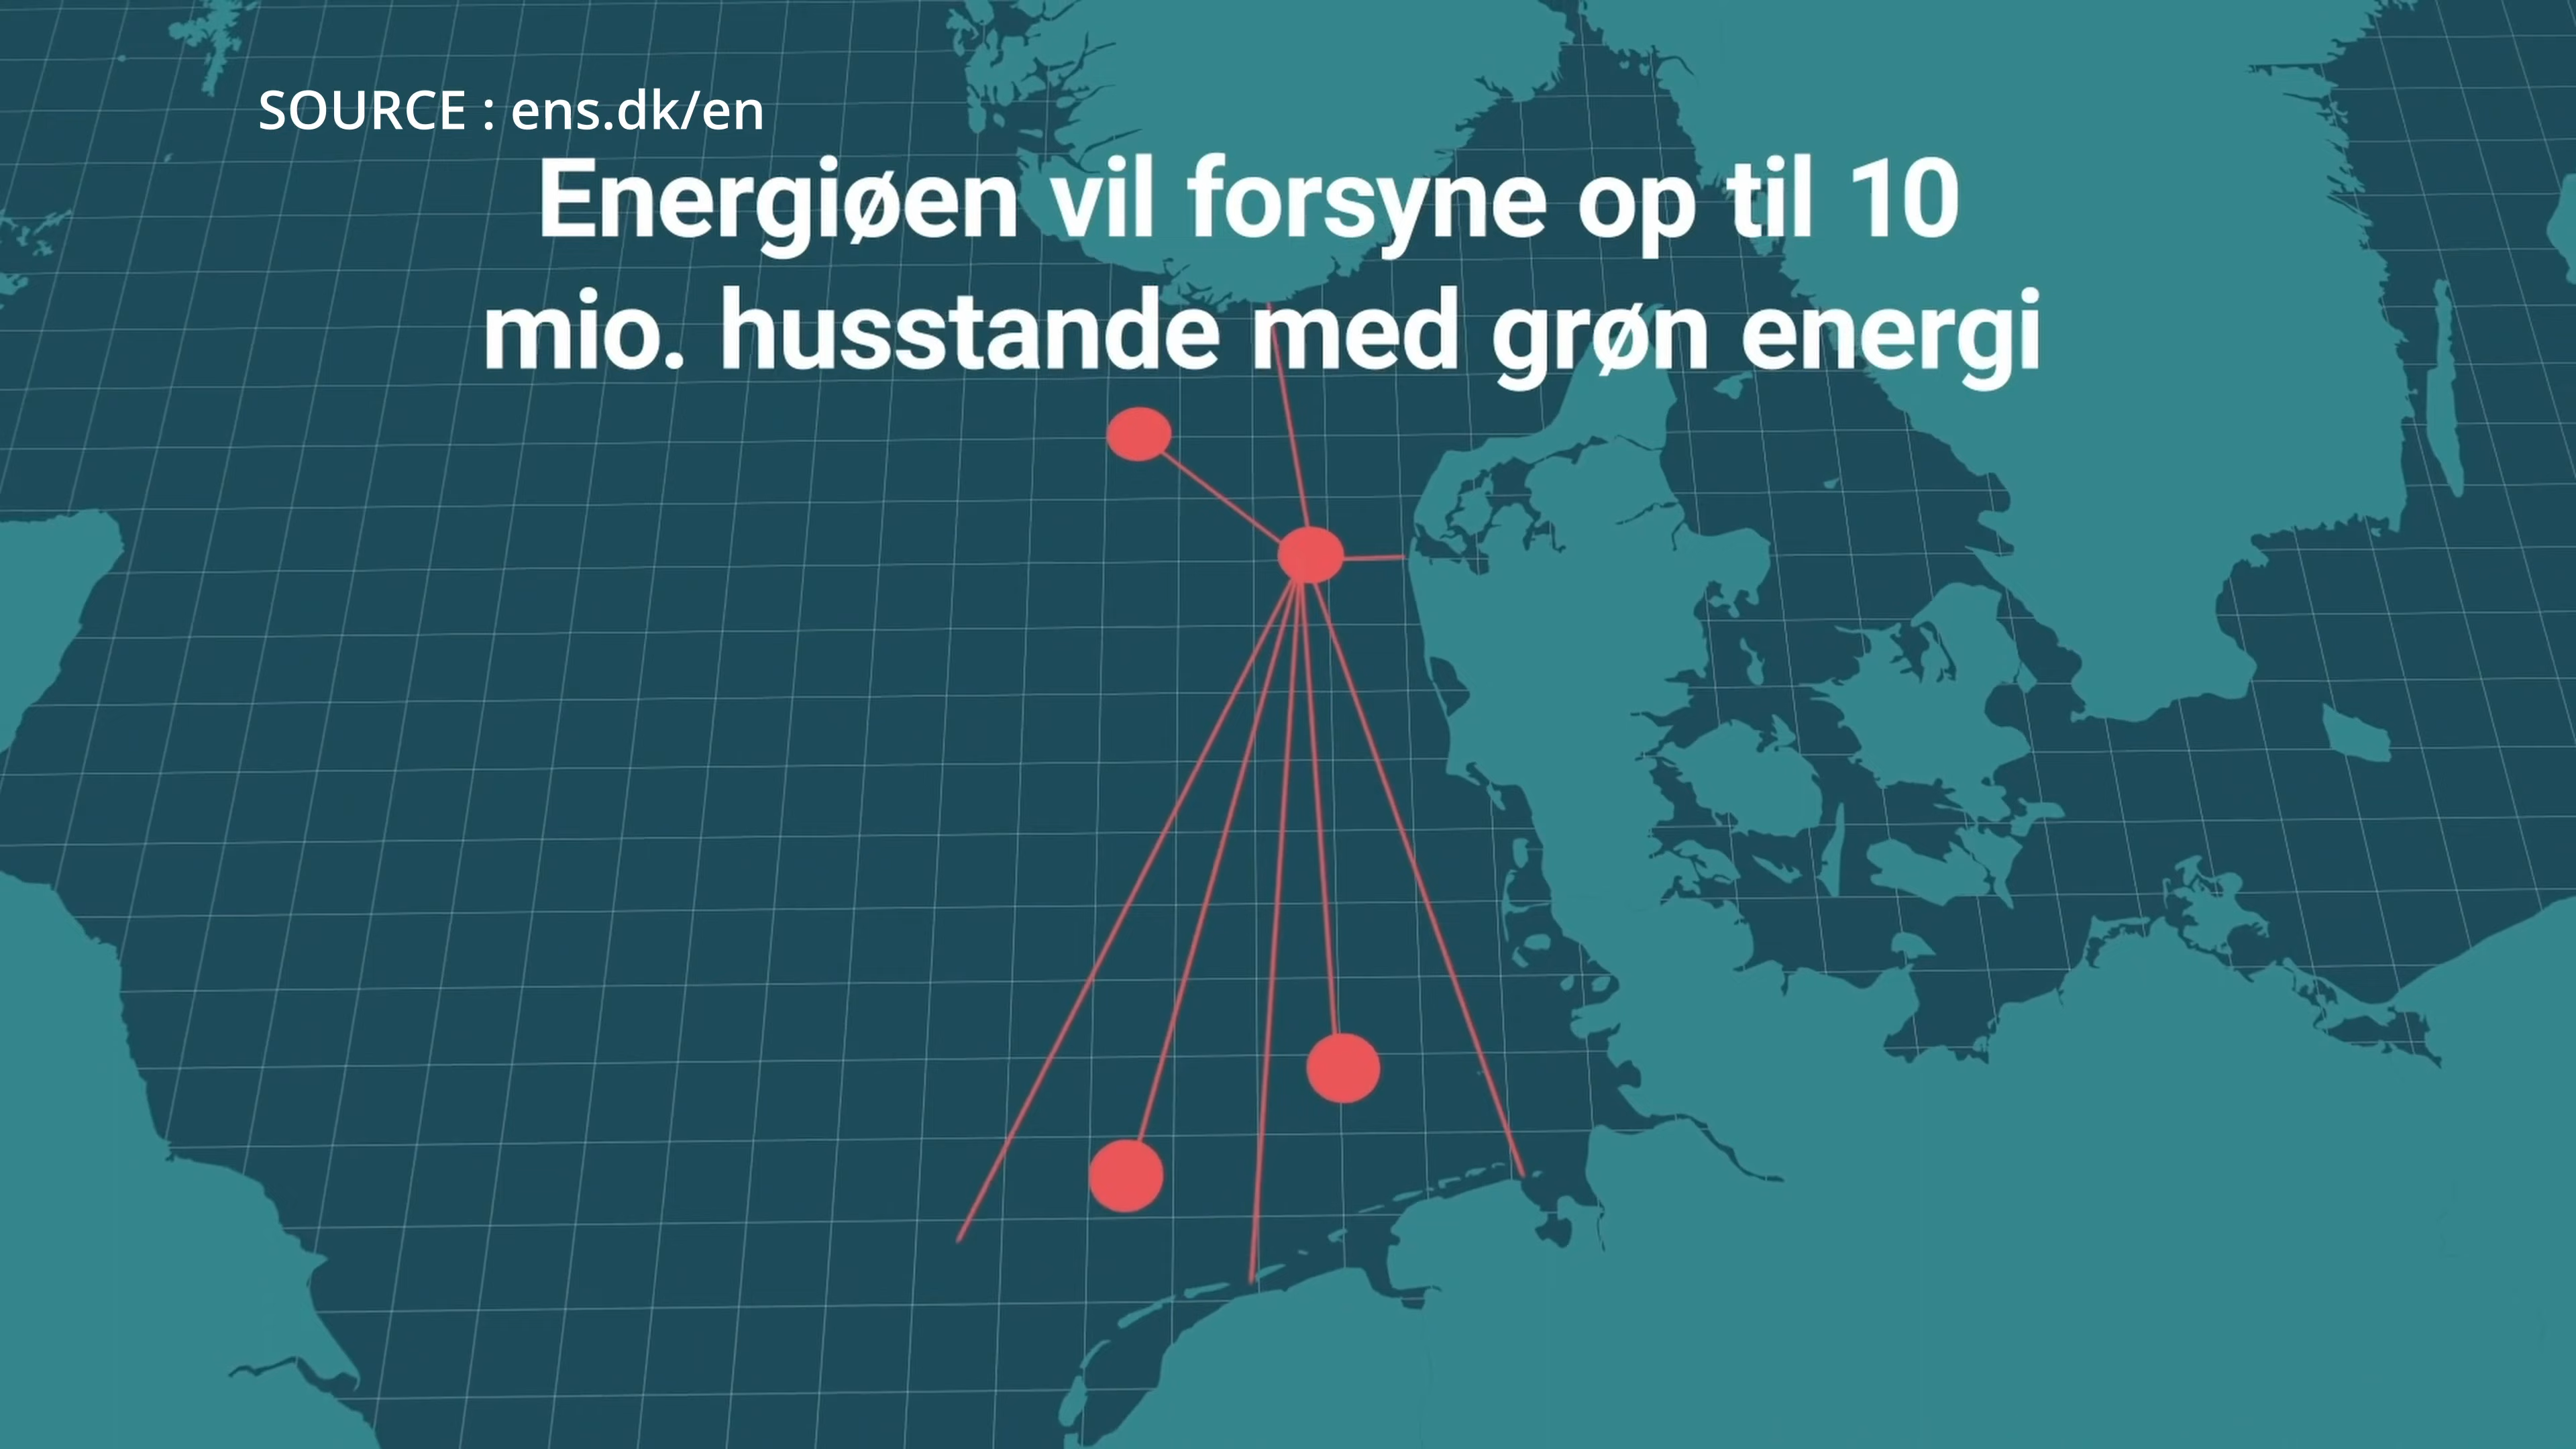 SOURCE : ens.dk/en
Energiøen vil forsyne op til 10
mio. husstande med grøn energi